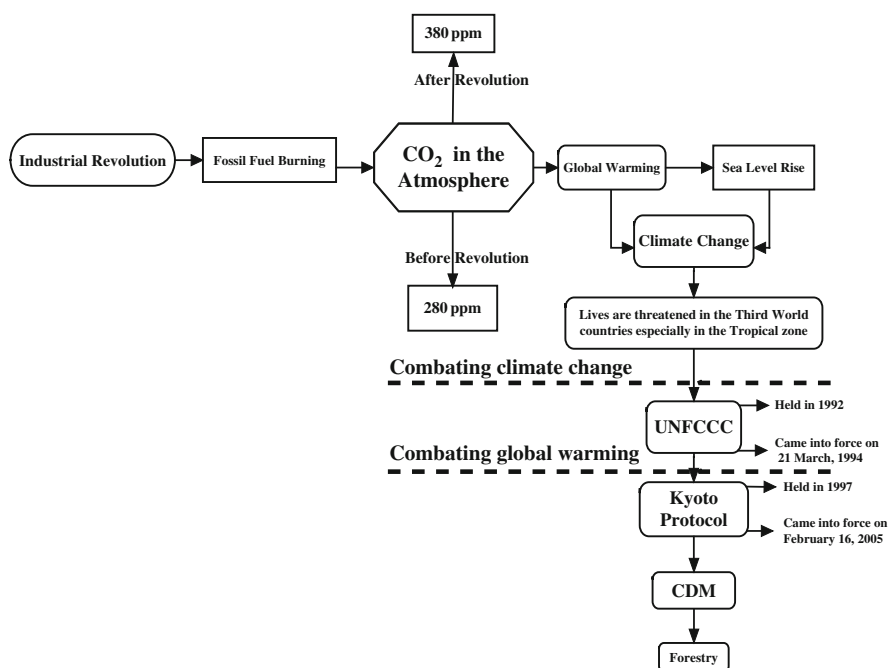 380 ppm
After Revolution
Industrial Revolution
Fossil Fuel Burning
CO₂ in the
Atmosphere
Global Warming
Sea Level Rise
Climate Change
Before Revolution
280 ppm
Lives are threatened in the Third World
countries especially in the Tropical zone
Combating climate change
UNFCCC
Held in 1992
Came into force on
21 March, 1994
Combating global warming
Kyoto
Protocol
Held in 1997
Came into force on
February 16, 2005
CDM
Forestry